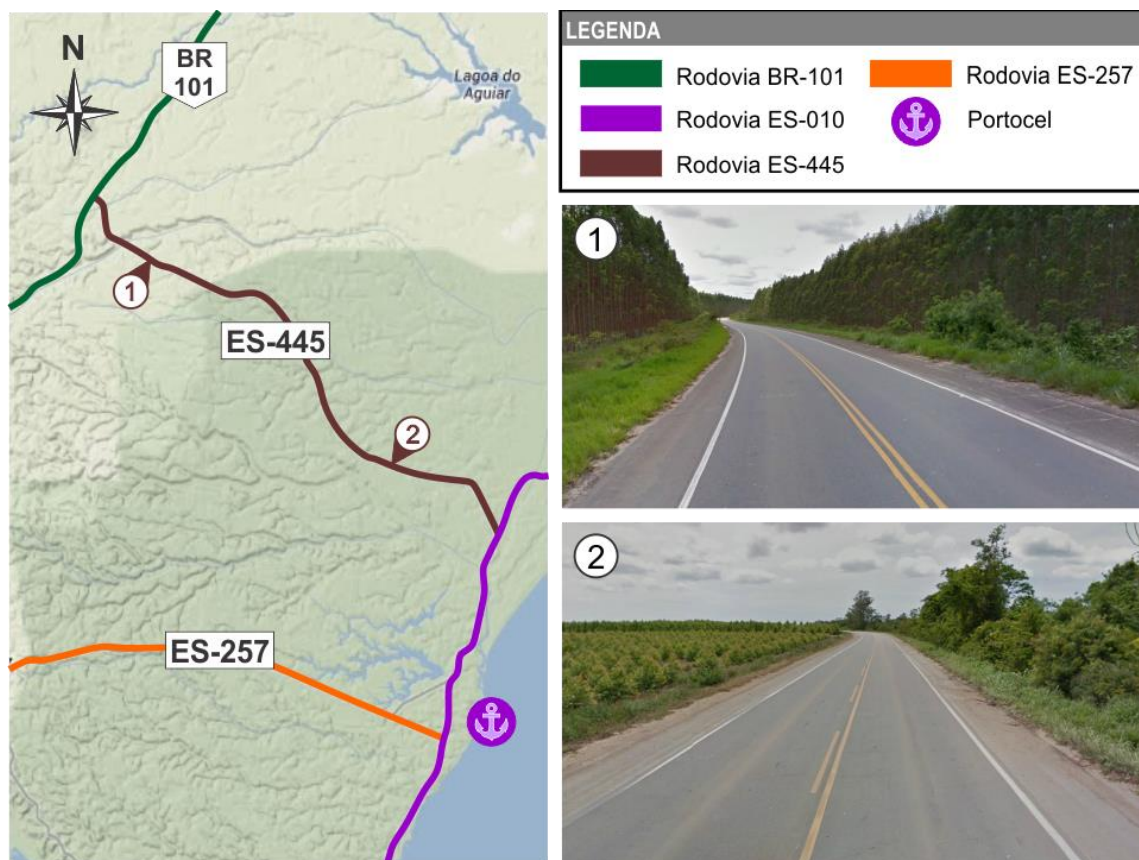 N
BR
101
Lagoa do
Aguiar
1
ES-445
2
ES-257
LEGENDA
Rodovia BR-101
Rodovia ES-257
Rodovia ES-010
Portocel
Rodovia ES-445
1
2